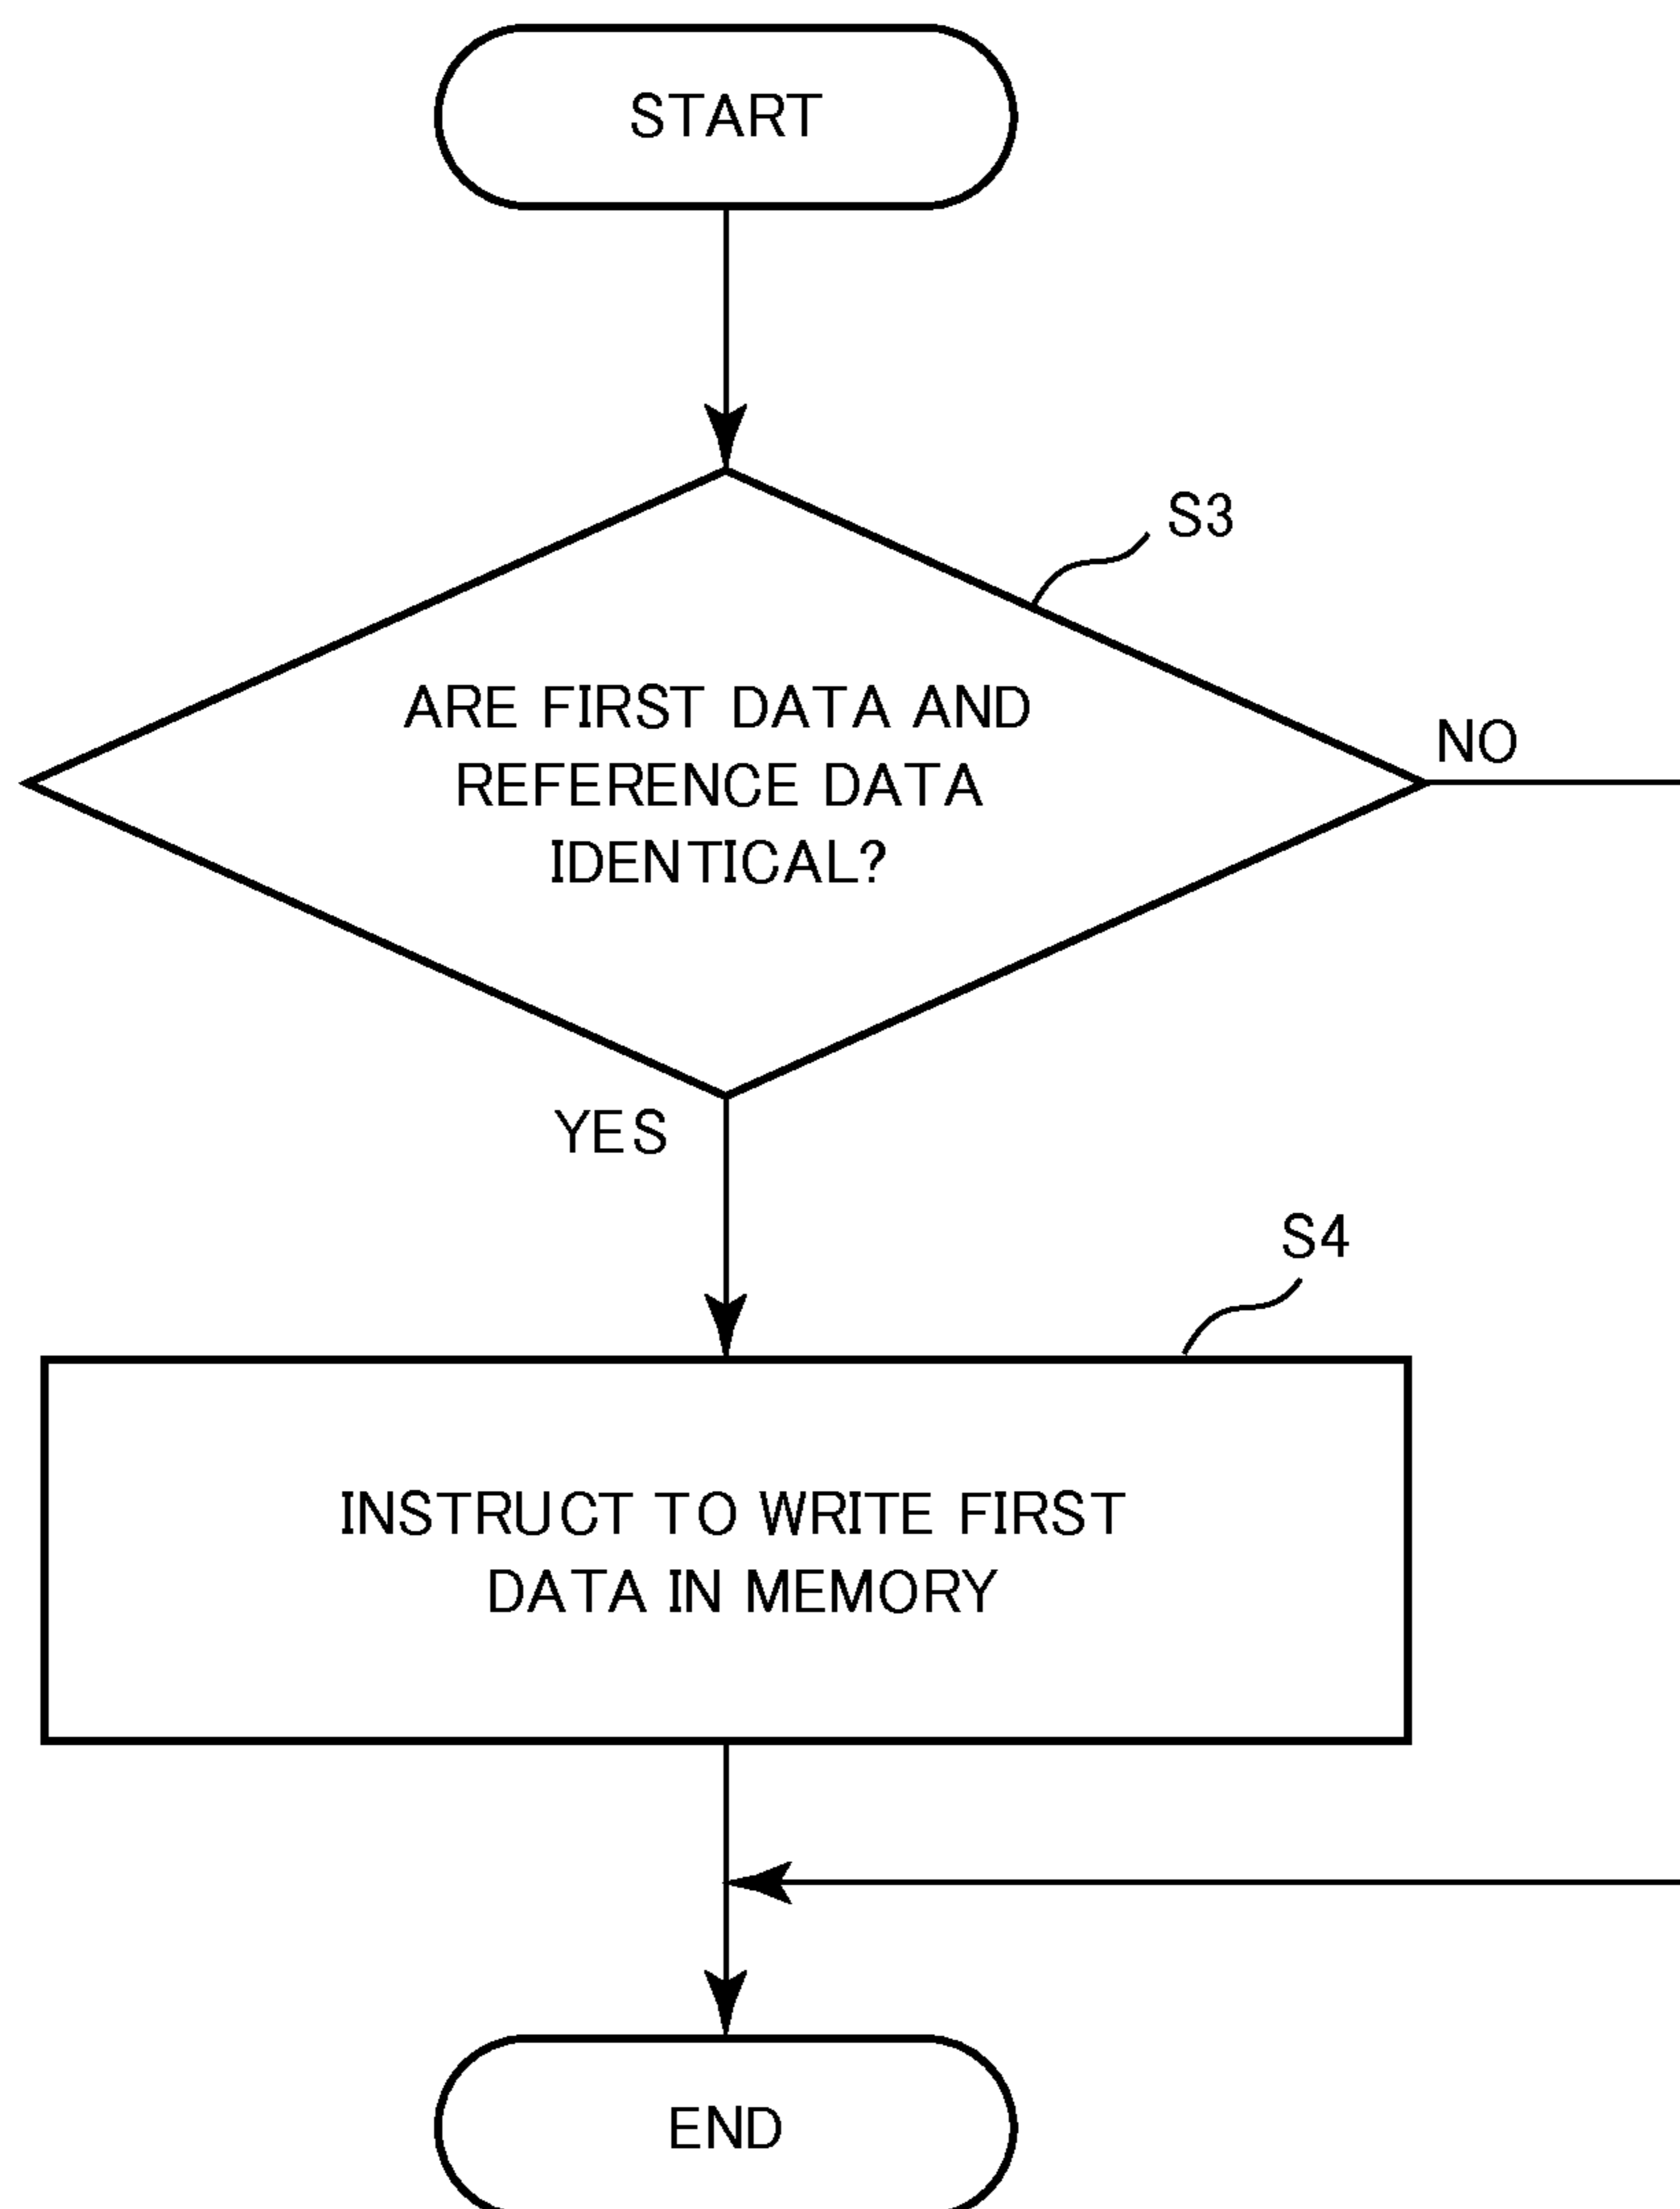 START
S3
ARE FIRST DATA AND
REFERENCE DATA
IDENTICAL?
NO
YES
S4
INSTRUCT TO WRITE FIRST
DATA IN MEMORY
END